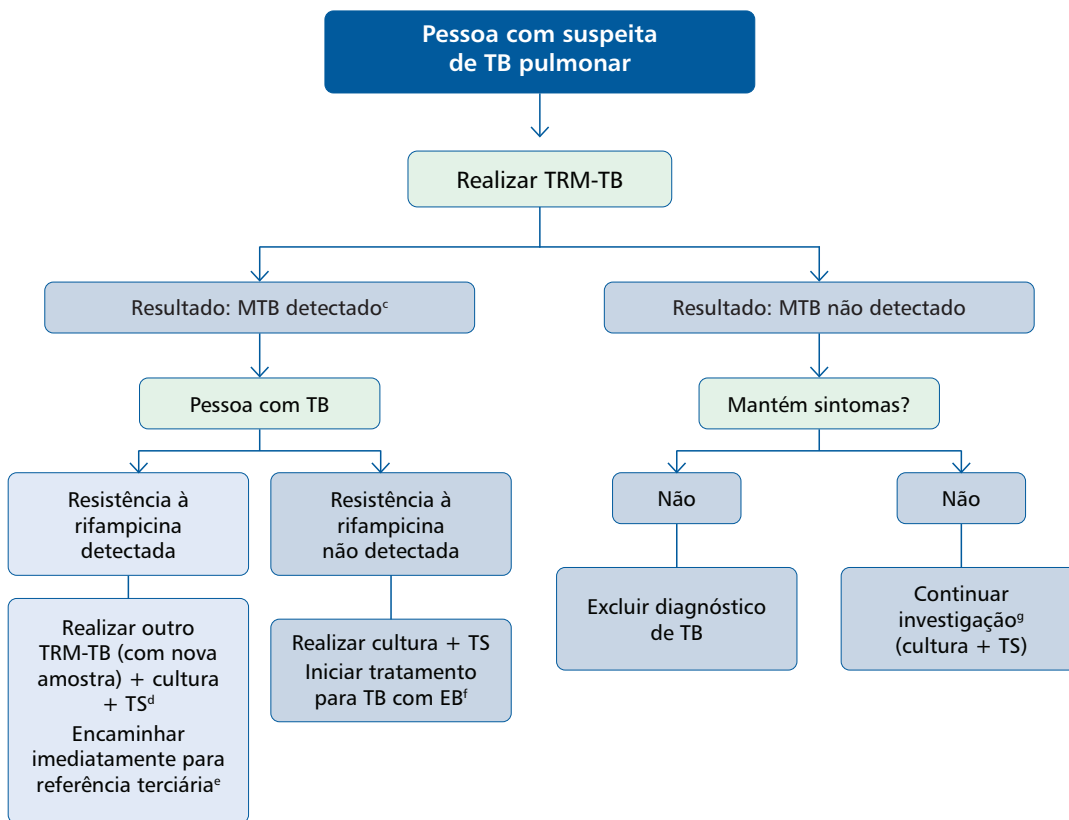 Pessoa com suspeita
de TB pulmonar
Realizar TRM-TB
Resultado: MTB detectadoᶜ
Resultado: MTB não detectado
Pessoa com TB
Mantém sintomas?
Resistência à
rifampicina
detectada
Resistência à
rifampicina
não detectada
Não
Não
Realizar outro
TRM-TB (com nova
amostra) + cultura
+ TSᵈ
Encaminhar
imediatamente para
referência terciáriaᵉ
Realizar cultura + TS
Iniciar tratamento
para TB com EBᶠ
Excluir diagnóstico
de TB
Continuar
investigaçãoᵍ
(cultura + TS)